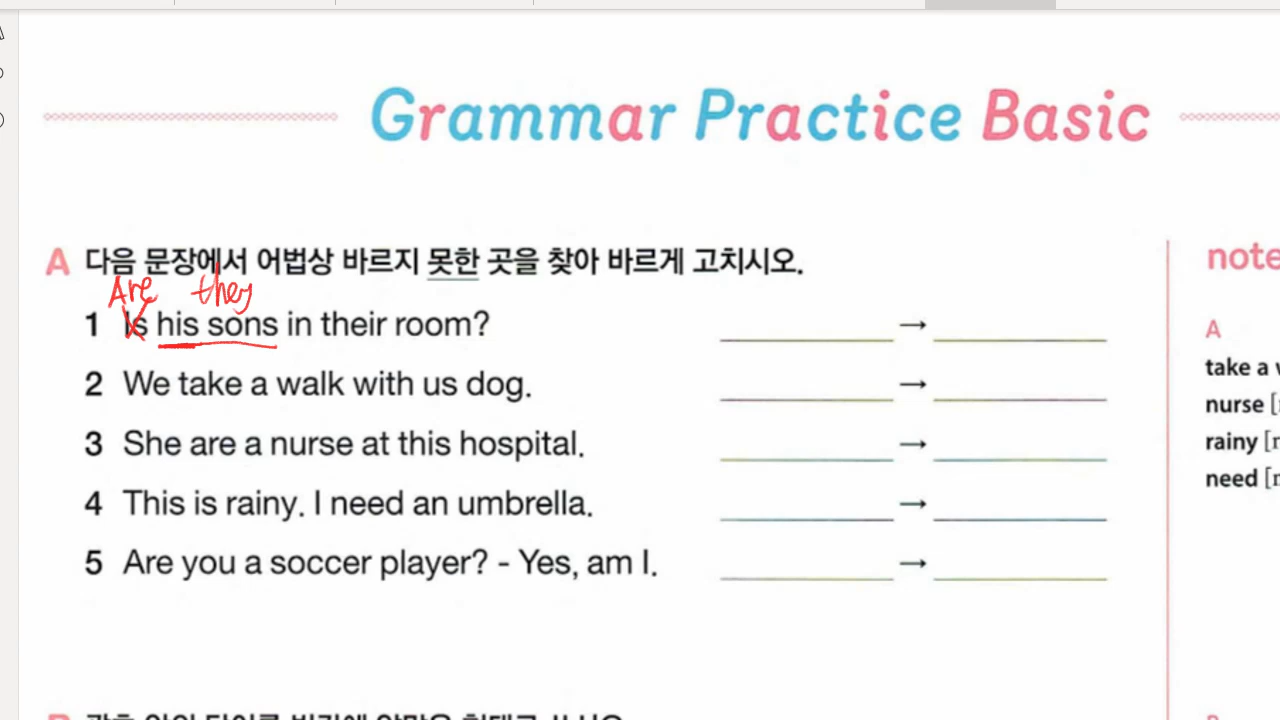 Grammar Practice Basic
A 다음 문장에서 어법상 바르지 못한 곳을 찾아 바르게 고치시오.
Are they
1 Is his sons in their room? →
2 We take a walk with us dog. →
3 She are a nurse at this hospital. →
4 This is rainy. I need an umbrella. →
5 Are you a soccer player? - Yes, am I. →
note
A
take a
nurse [
rainy [
need [